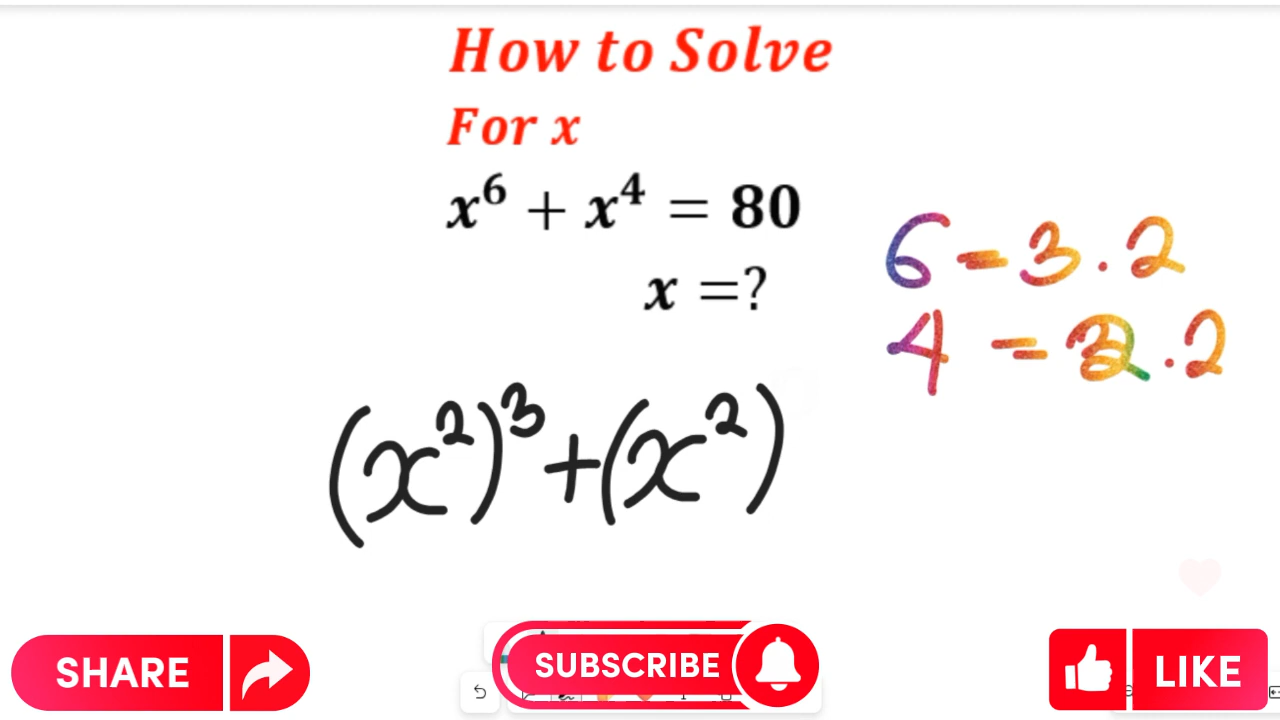 How to Solve
For x
x⁶ + x⁴ = 80
x =?
6 = 3 . 2
4 = 2 . 2
(x²)³ + (x²)
SHARE
SUBSCRIBE
LIKE